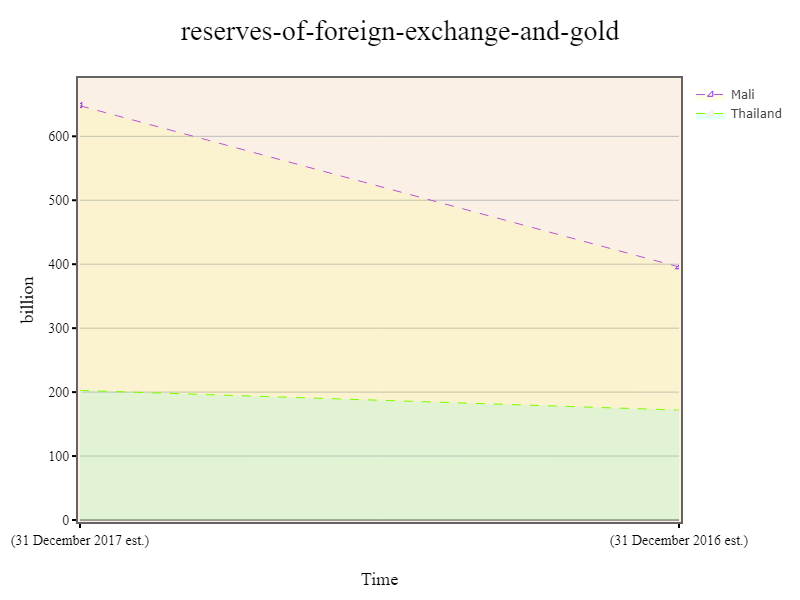 reserves-of-foreign-exchange-and-gold
Mali
Thailand
billion
600
500
400
300
200
100
0
(31 December 2017 est.)
(31 December 2016 est.)
Time